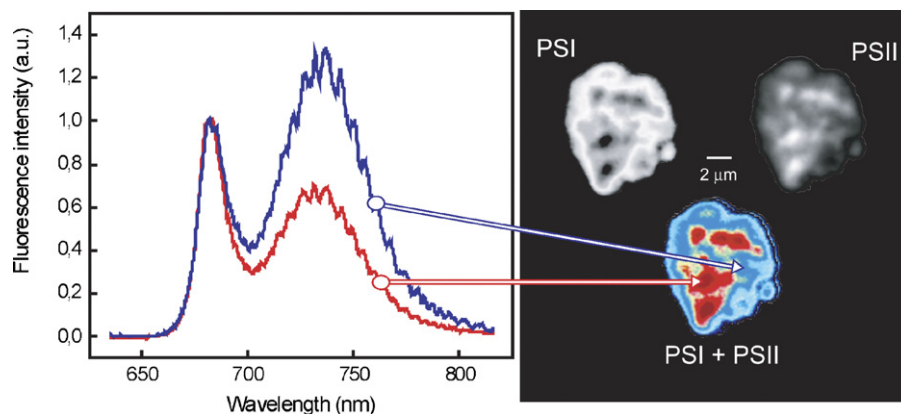 Fluorescence intensity (a.u.)
1,4
1,2
1,0
0,8
0,6
0,4
0,2
0,0
650 700 750 800
Wavelength (nm)
PSI PSII
2 μm
PSI + PSII